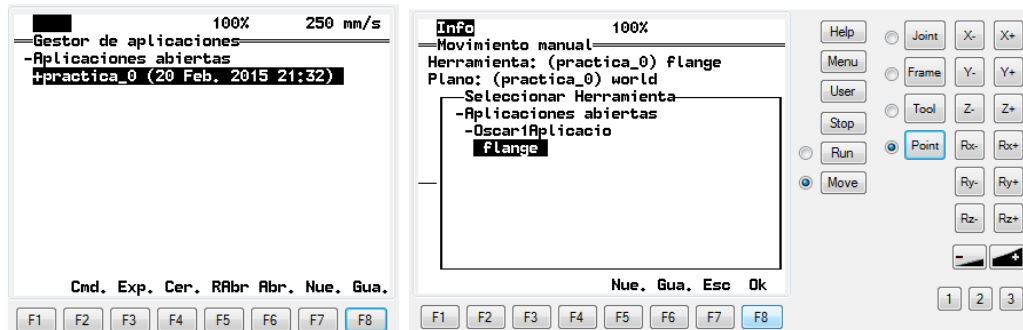 100% 250 mm/s
Gestor de aplicaciones
-Aplicaciones abiertas
+practica_0 (20 Feb. 2015 21:32)
Cmd. Exp. Cer. RAbr Abr. Nue. Gua.
F1 F2 F3 F4 F5 F6 F7 F8
Info 100%
Movimiento manual
Herramienta: (practica_0) flange
Plano: (practica_0) world
Seleccionar Herramienta
-Aplicaciones abiertas
-Oscar1Aplicacio
flange
Nue. Gua. Esc Ok
F1 F2 F3 F4 F5 F6 F7 F8
Help Joint X- X+
Menu Frame Y- Y+
User
Tool Z- Z+
Stop
Run Point Rx- Rx+
Move Ry- Ry+
Rz- Rz+
- +
1 2 3